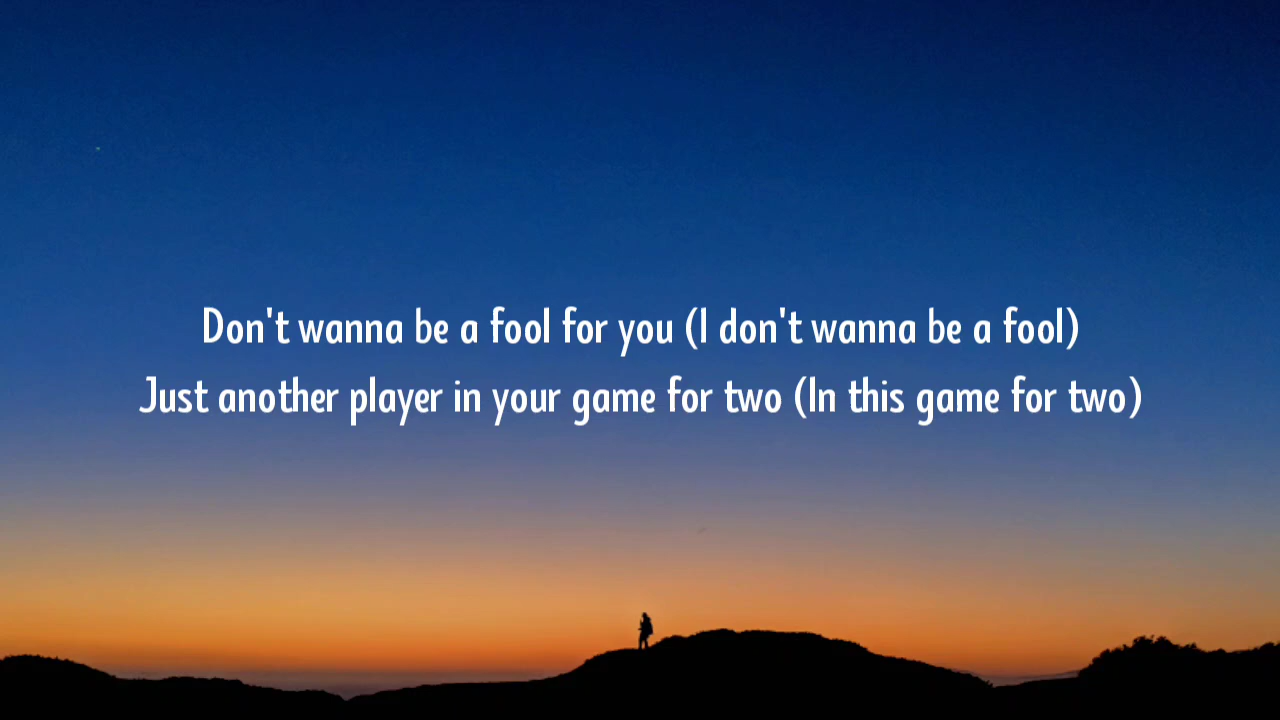 Don't wanna be a fool for you (I don't wanna be a fool)
Just another player in your game for two (In this game for two)